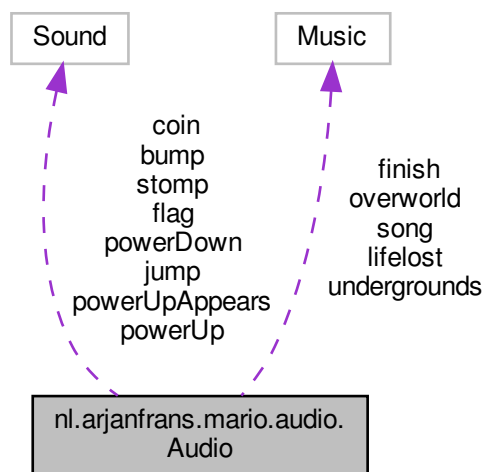 Sound
Music
coin
bump
stomp
flag
powerDown
jump
powerUpAppears
powerUp
finish
overworld
song
lifelost
undergrounds
nl.arjanfrans.mario.audio.
Audio